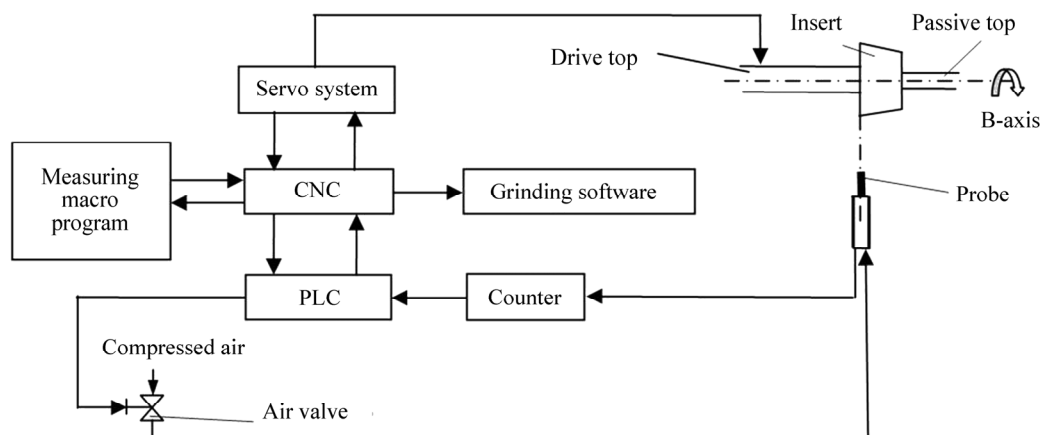 Insert
Passive top
Drive top
Servo system
B-axis
Measuring
macro
program
CNC
Grinding software
Probe
PLC
Counter
Compressed air
Air valve